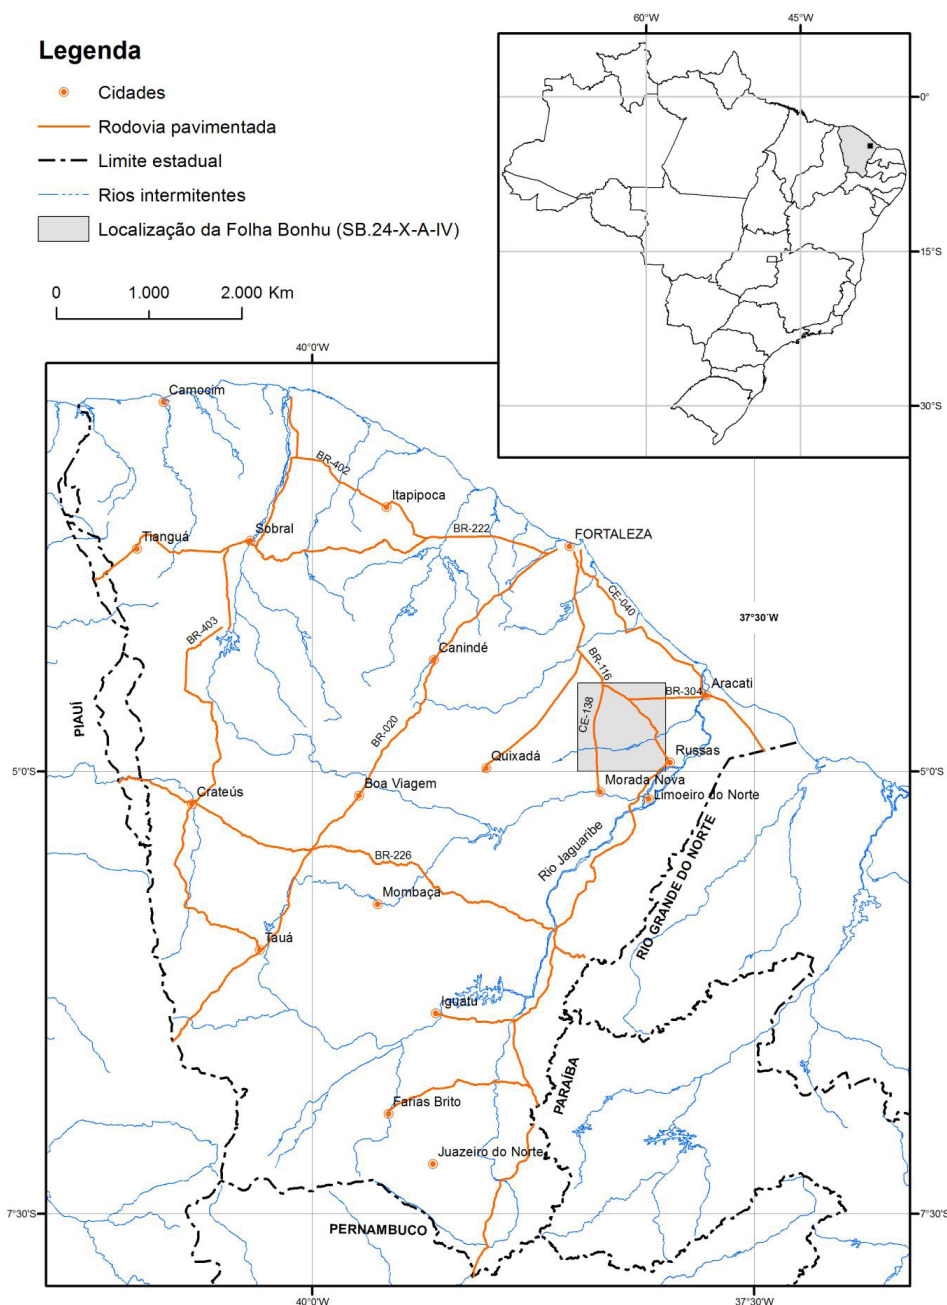 Legenda
Cidades
Rodovia pavimentada
Limite estadual
Rios intermitentes
Localização da Folha Bonhu (SB.24-X-A-IV)
0 1.000 2.000 Km
60°W 45°W
0°
15°S
30°S
40°0'W
Camocim
BR-402
Itapipoca
Tianguá
Sobral
BR-222
FORTALEZA
CE-040
37°30'W
BR-403
Canindé
BR-116
Aracati
BR-304
PIAUÍ
BR-020
CE-138
Quixadá
Russas
5°0'S
5°0'S
Crateús
Boa Viagem
Morada Nova
Limoeiro do Norte
BR-226
Rio Jaguaribe
Mombaça
RIO GRANDE DO NORTE
Tauá
Iguatu
PARAÍBA
Farias Brito
Juazeiro do Norte
7°30'S
7°30'S
PERNAMBUCO
40°0'W
37°30'W